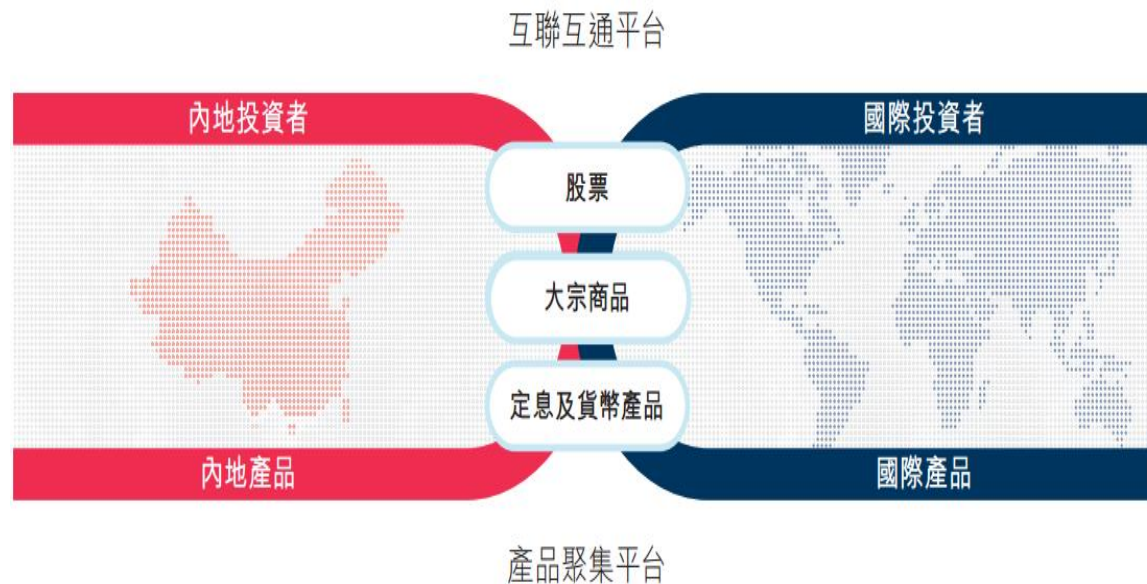 互聯互通平台
內地投資者
國際投資者
股票
大宗商品
定息及貨幣產品
內地產品
國際產品
產品聚集平台